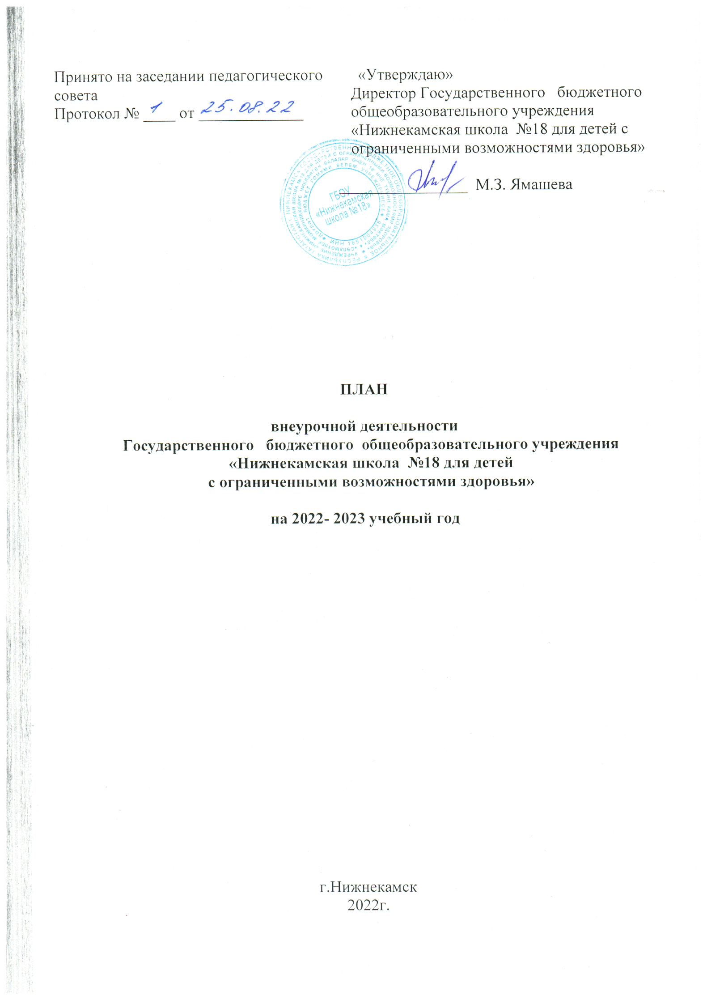 Принято на заседании педагогического
совета
Протокол № 1 от 25.08.22
«Утверждаю»
Директор Государственного бюджетного
общеобразовательного учреждения
«Нижнекамская школа №18 для детей с
ограниченными возможностями здоровья»
М.З. Ямашева
ГБОУ
«Нижнекамская
школа №18»
ИНН 1651004938
ПЛАН
внеурочной деятельности
Государственного бюджетного общеобразовательного учреждения
«Нижнекамская школа №18 для детей
с ограниченными возможностями здоровья»
на 2022- 2023 учебный год
г.Нижнекамск
2022г.